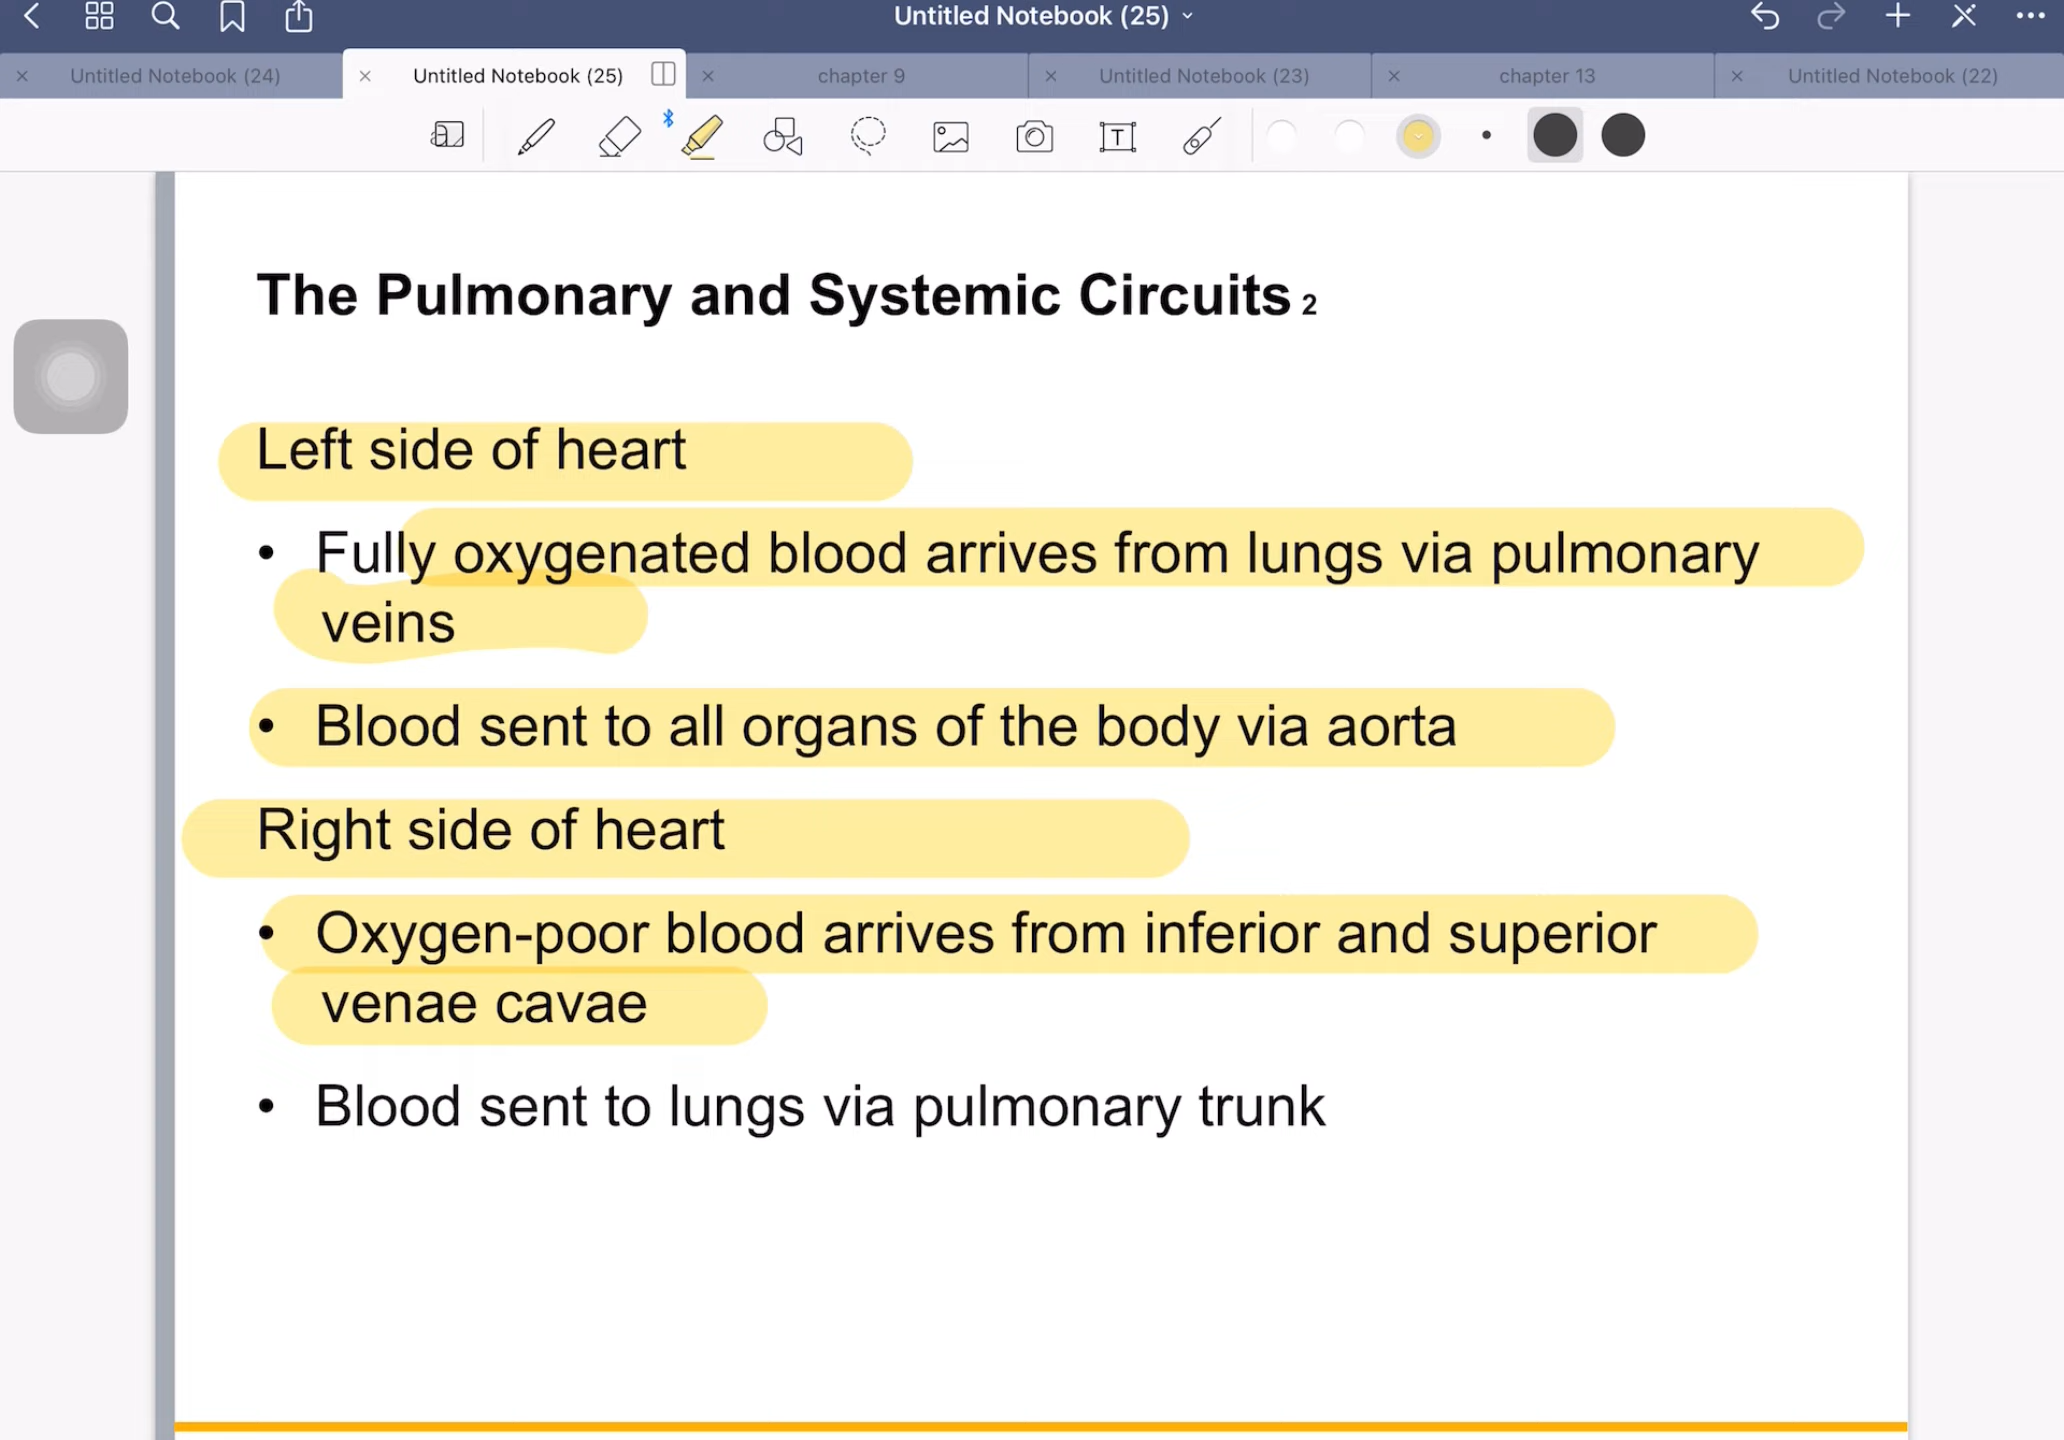 Untitled Notebook (25)
Untitled Notebook (24)
Untitled Notebook (25)
chapter 9
Untitled Notebook (23)
chapter 13
Untitled Notebook (22)
a
T
The Pulmonary and Systemic Circuits 2
Left side of heart
• Fully oxygenated blood arrives from lungs via pulmonary
veins
• Blood sent to all organs of the body via aorta
Right side of heart
• Oxygen-poor blood arrives from inferior and superior
venae cavae
• Blood sent to lungs via pulmonary trunk